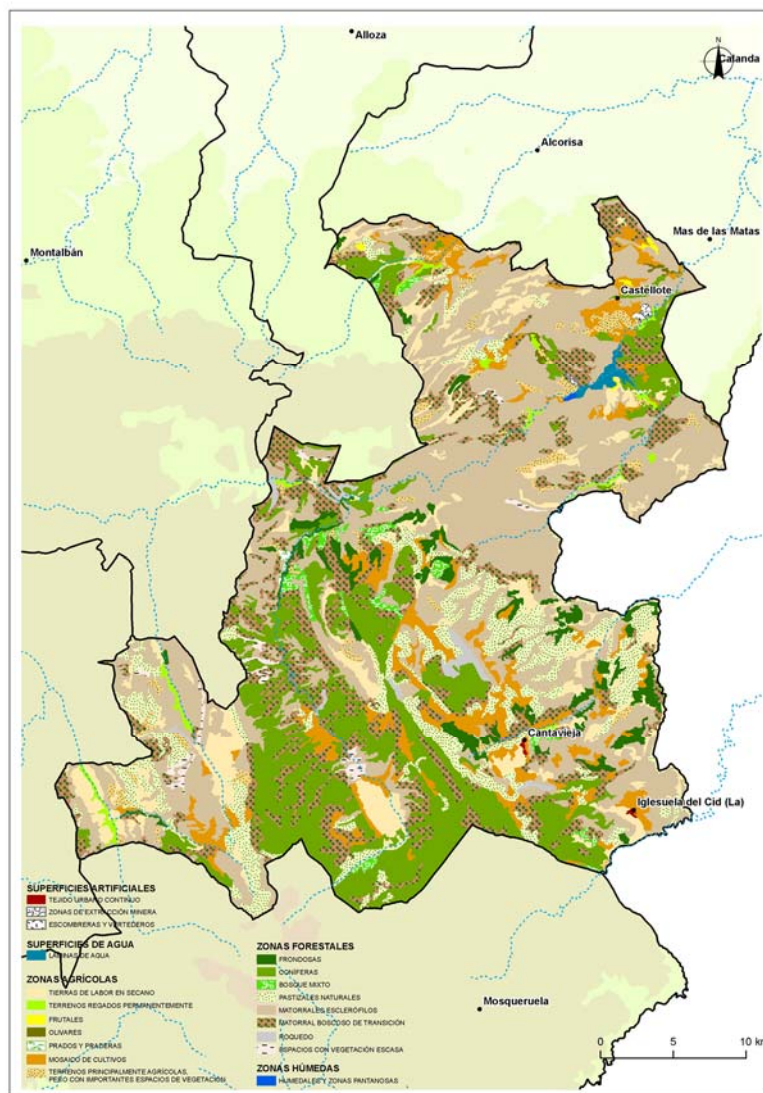 Alloza
N
Calanda
Alcorisa
Mas de las Matas
Montalbán
Castellote
Cantavieja
Iglesuela del Cid (La)
Mosqueruela
0 5 10 km
SUPERFICIES ARTIFICIALES
TEJIDO URBANO CONTINUO
ZONAS DE EXTRACCIÓN MINERA
ESCOMBRERAS Y VERTEDEROS
SUPERFICIES DE AGUA
LÁMINAS DE AGUA
ZONAS AGRÍCOLAS
TIERRAS DE LABOR EN SECANO
TERRENOS REGADOS PERMANENTEMENTE
FRUTALES
OLIVARES
PRADOS Y PRADERAS
MOSAICO DE CULTIVOS
TERRENOS PRINCIPALMENTE AGRÍCOLAS,
PERO CON IMPORTANTES ESPACIOS DE VEGETACIÓN
ZONAS FORESTALES
FRONDOSAS
CONÍFERAS
BOSQUE MIXTO
PASTIZALES NATURALES
MATORRALES ESCLERÓFILOS
MATORRAL BOSCOSO DE TRANSICIÓN
ROQUEDO
ESPACIOS CON VEGETACIÓN ESCASA
ZONAS HÚMEDAS
HUMEDALES Y ZONAS PANTANOSAS